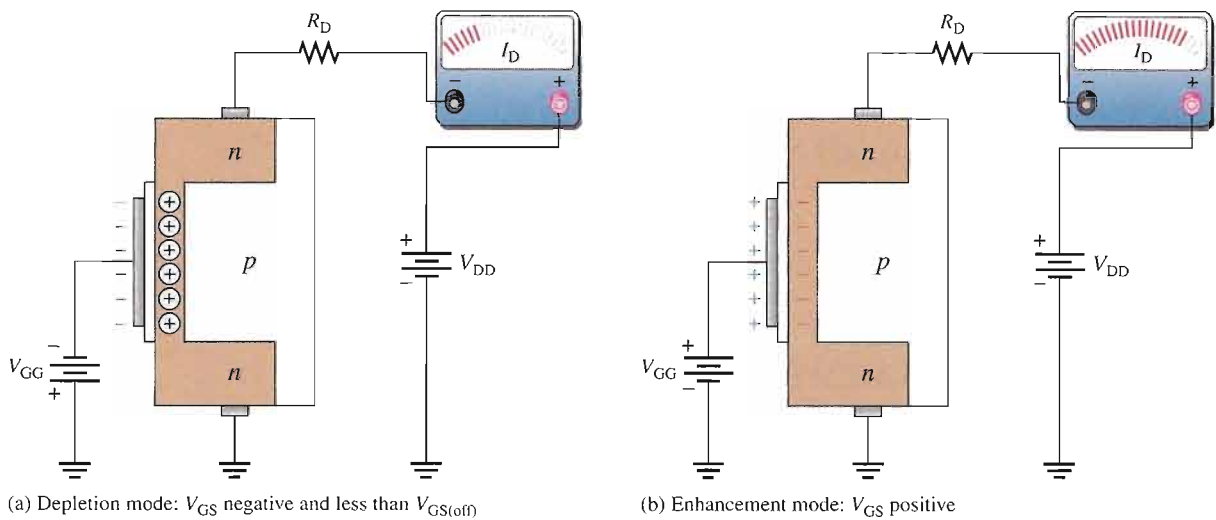 R_D
I_D
− +
n
− +
− +
− +
− +
− +
− +
p
+
−
V_DD
−
V_GG
+
n
(a) Depletion mode: V_GS negative and less than V_GS(off)
R_D
I_D
− +
n
+ −
+ −
+ −
+ −
+ −
+ −
p
+
−
V_DD
+
V_GG
−
n
(b) Enhancement mode: V_GS positive